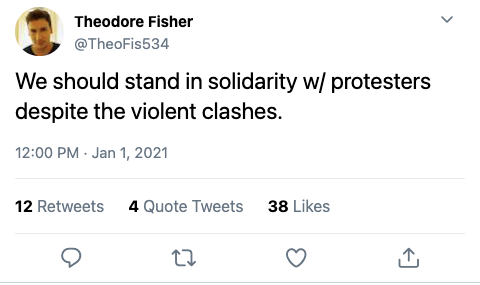 Theodore Fisher
@TheoFis534
We should stand in solidarity w/ protesters
despite the violent clashes.
12:00 PM · Jan 1, 2021
12 Retweets 4 Quote Tweets 38 Likes